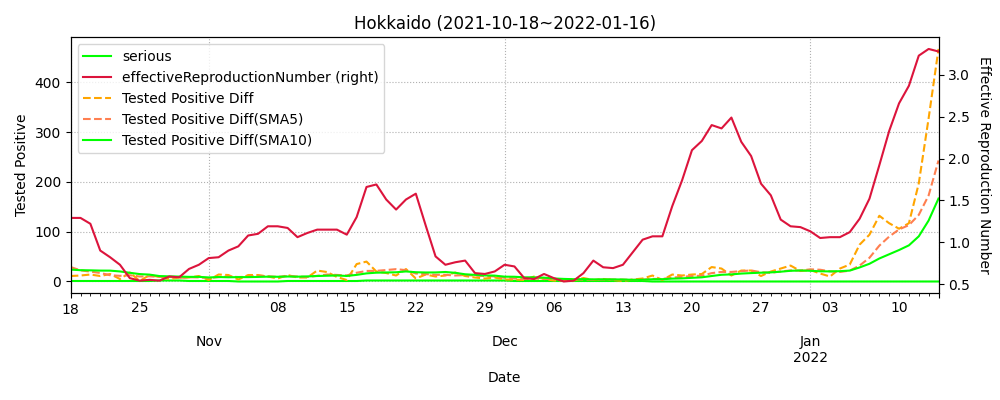 Hokkaido (2021-10-18~2022-01-16)
serious
effectiveReproductionNumber (right)
Tested Positive Diff
Tested Positive Diff(SMA5)
Tested Positive Diff(SMA10)
Tested Positive
400
300
200
100
0
Effective Reproduction Number
3.0
2.5
2.0
1.5
1.0
0.5
18 25 08 15 22 29 06 13 20 27 03 10
Nov Dec Jan
2022
Date